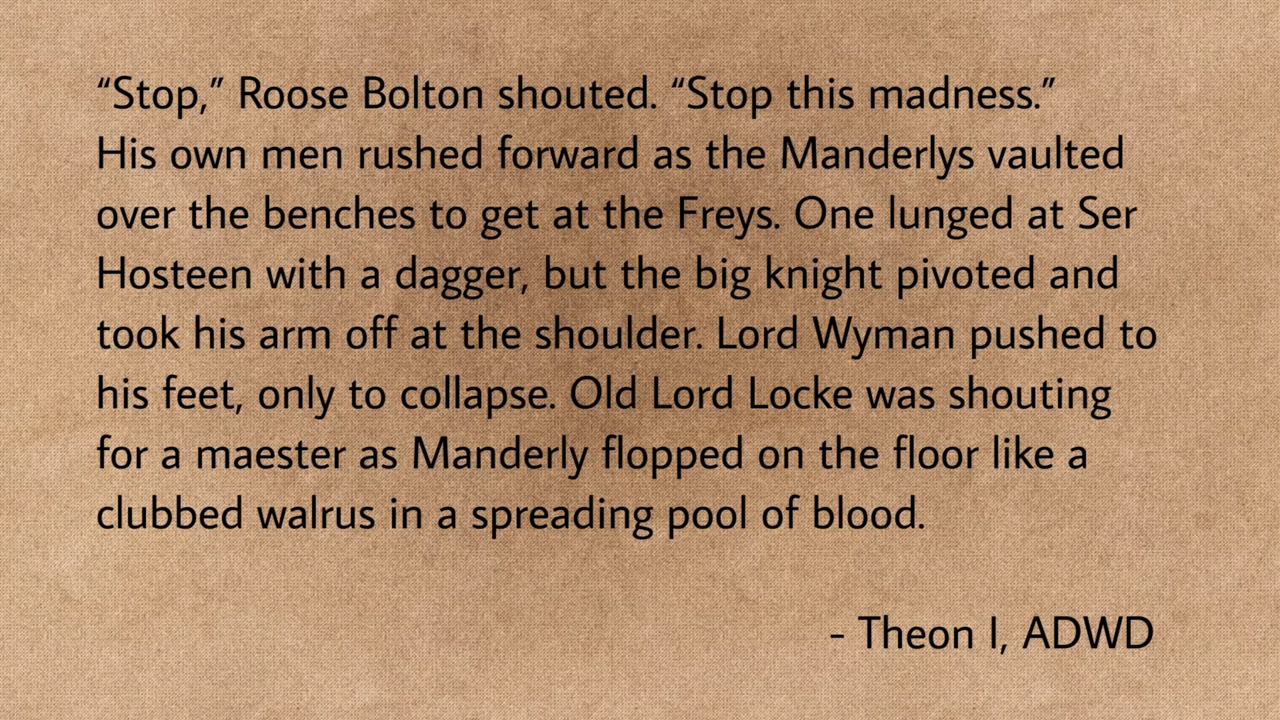 “Stop,” Roose Bolton shouted. “Stop this madness.”
His own men rushed forward as the Manderlys vaulted
over the benches to get at the Freys. One lunged at Ser
Hosteen with a dagger, but the big knight pivoted and
took his arm off at the shoulder. Lord Wyman pushed to
his feet, only to collapse. Old Lord Locke was shouting
for a maester as Manderly flopped on the floor like a
clubbed walrus in a spreading pool of blood.
- Theon I, ADWD